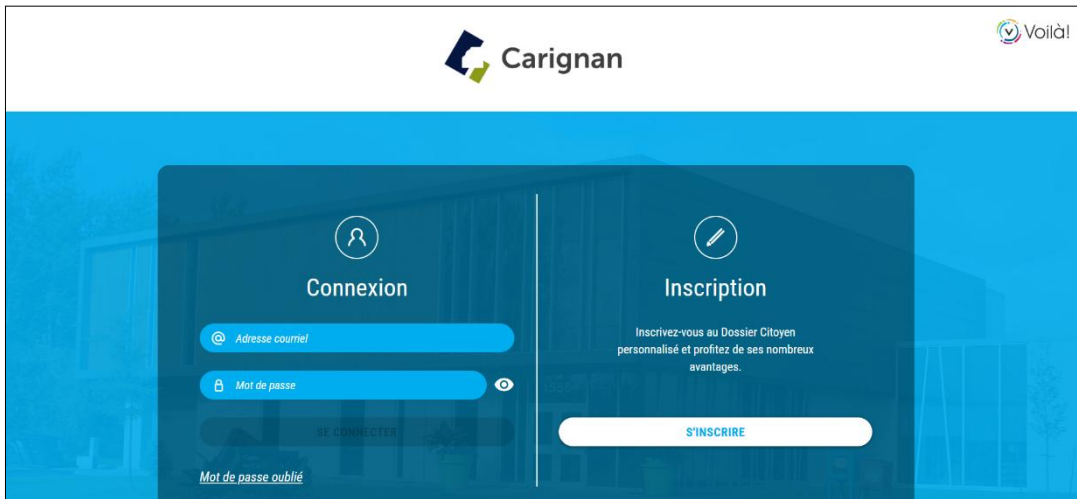 Carignan
Voilà!
Connexion
Adresse courriel
Mot de passe
SE CONNECTER
Mot de passe oublié
Inscription
Inscrivez-vous au Dossier Citoyen
personnalisé et profitez de ses nombreux
avantages.
S'INSCRIRE